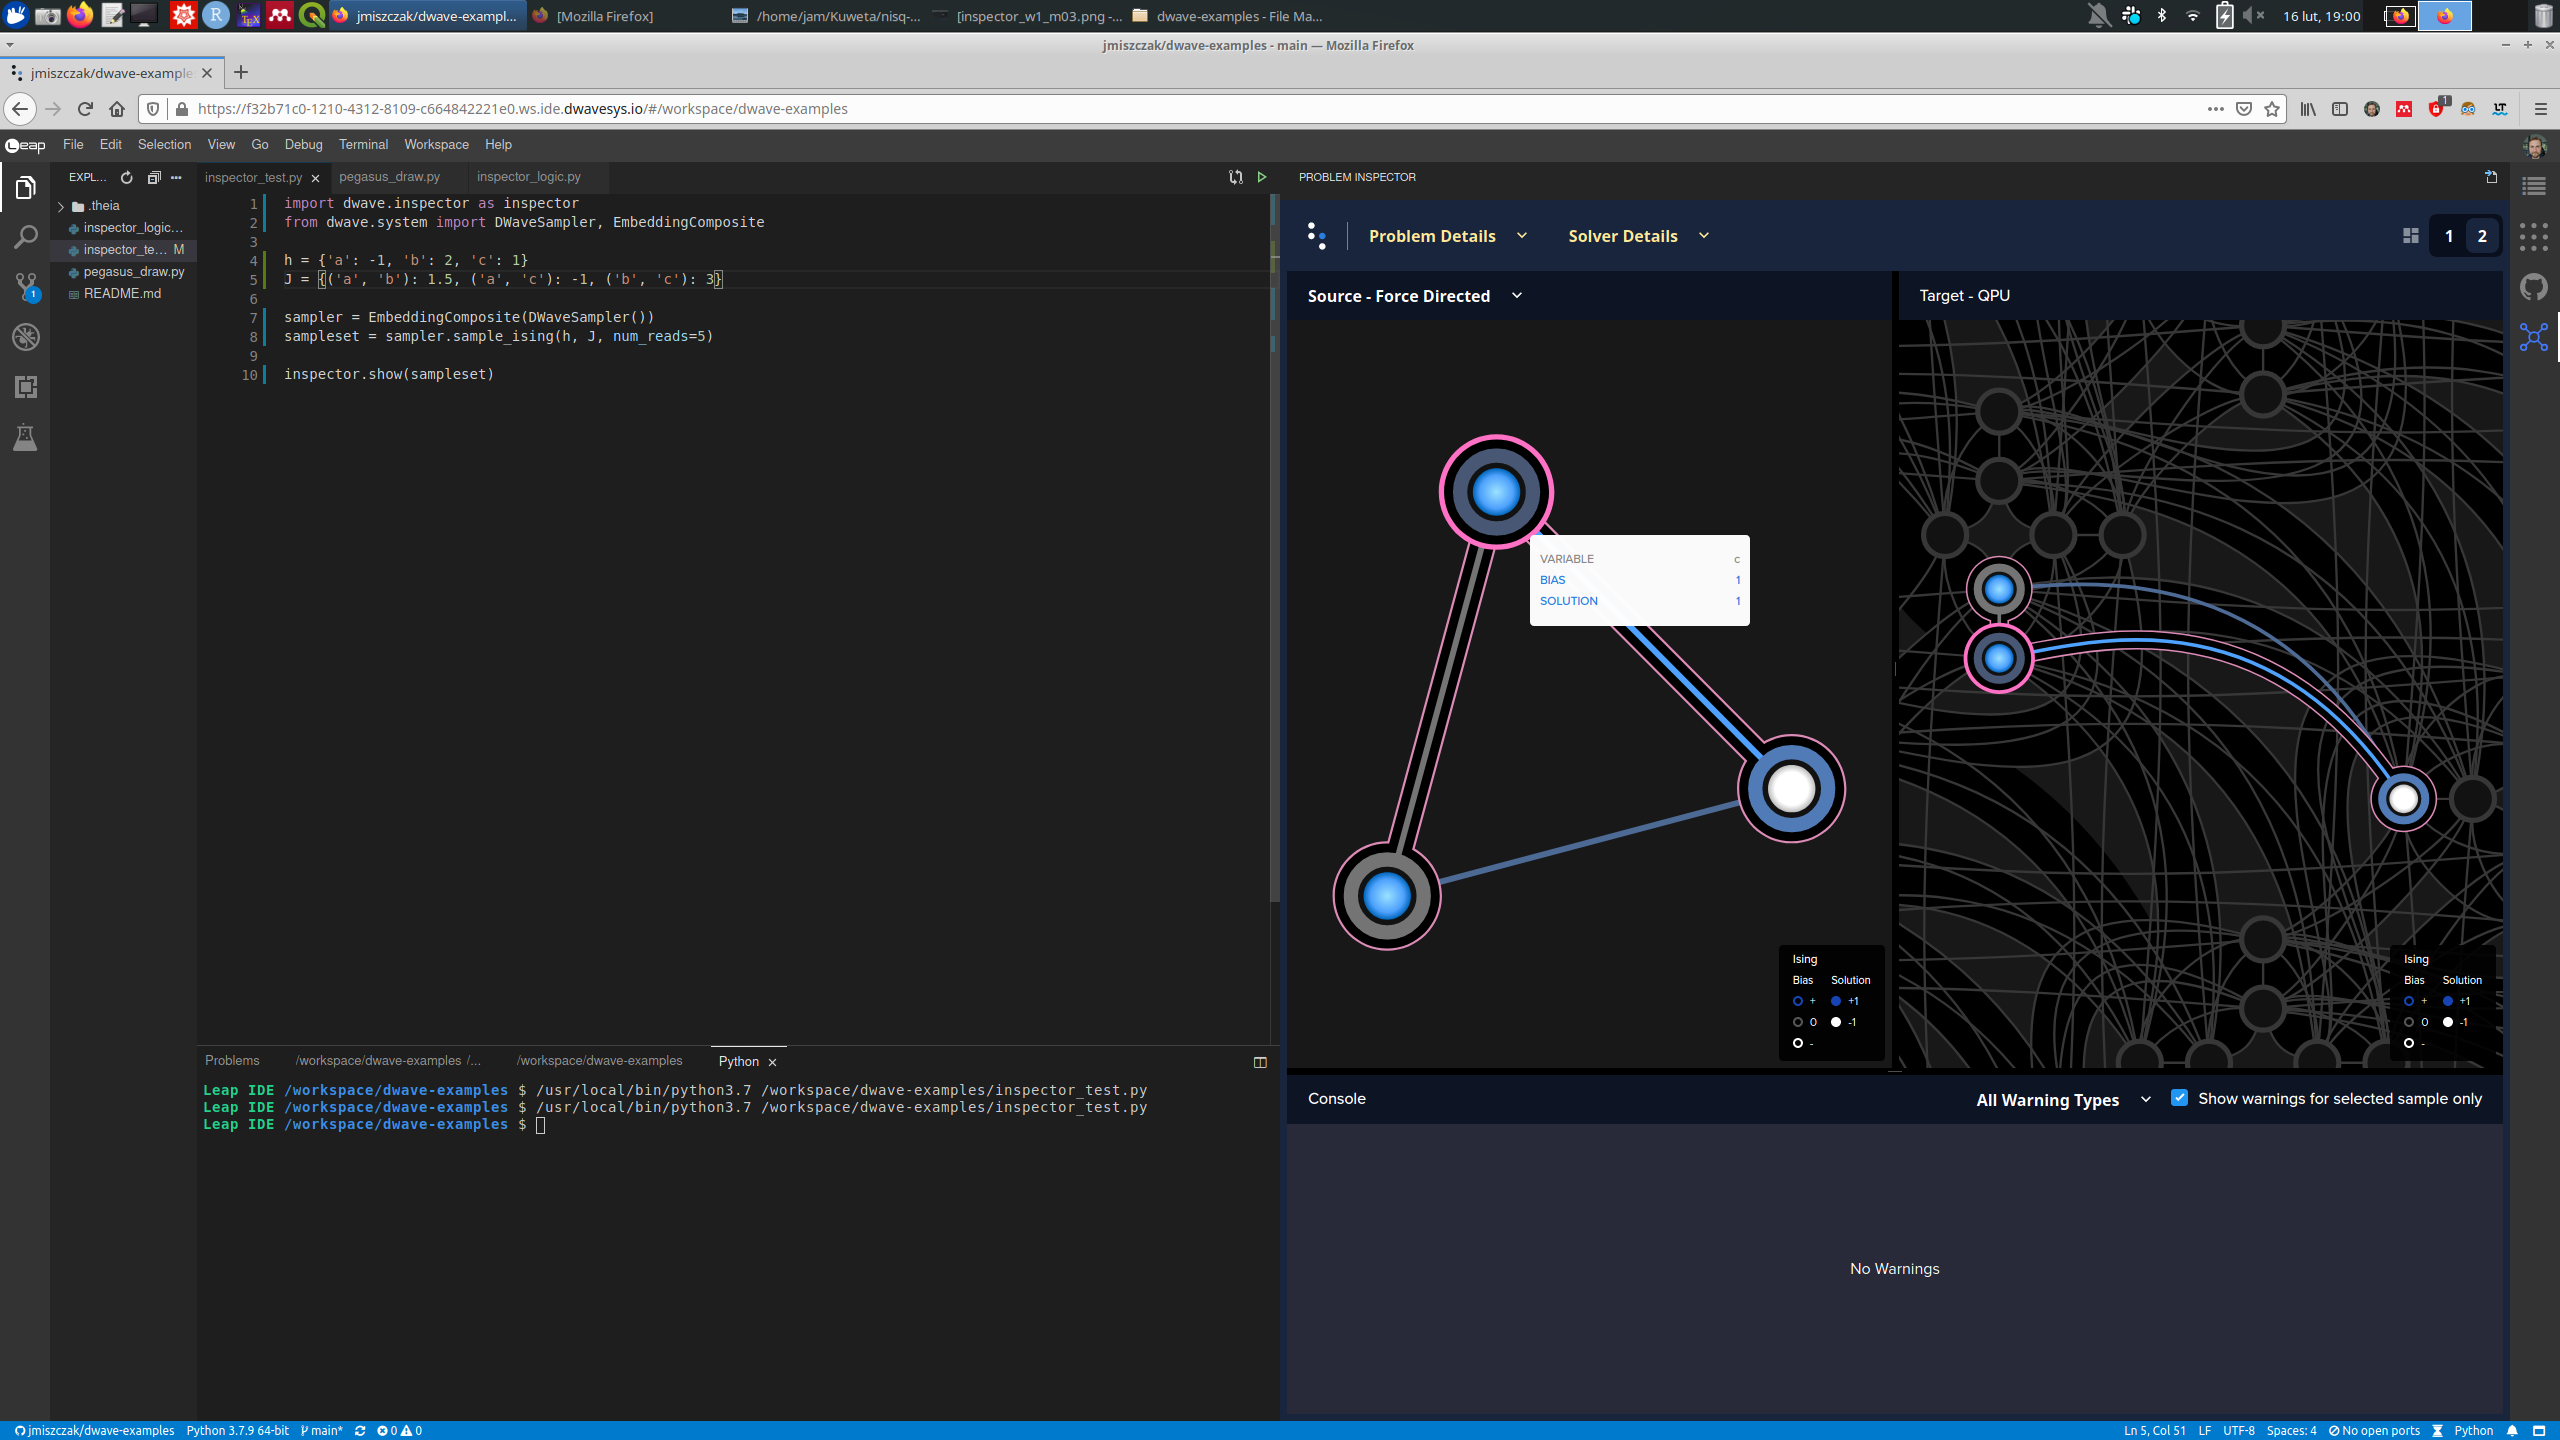 jmiszczak/dwave-exampl...
[Mozilla Firefox]
/home/jam/Kuweta/nisq-...
[inspector_w1_m03.png -...
dwave-examples - File Ma...
16 lut, 19:00
jmiszczak/dwave-examples - main — Mozilla Firefox
jmiszczak/dwave-example
https://f32b71c0-1210-4312-8109-c664842221e0.ws.ide.dwavesys.io/#/workspace/dwave-examples
Leap File Edit Selection View Go Debug Terminal Workspace Help
EXPL...
.theia
inspector_logic...
inspector_te... M
pegasus_draw.py
README.md
inspector_test.py pegasus_draw.py inspector_logic.py
1 import dwave.inspector as inspector
2 from dwave.system import DWaveSampler, EmbeddingComposite
3
4 h = {'a': -1, 'b': 2, 'c': 1}
5 J = {('a', 'b'): 1.5, ('a', 'c'): -1, ('b', 'c'): 3}
6
7 sampler = EmbeddingComposite(DWaveSampler())
8 sampleset = sampler.sample_ising(h, J, num_reads=5)
9
10 inspector.show(sampleset)
Problems /workspace/dwave-examples /... /workspace/dwave-examples Python
Leap IDE /workspace/dwave-examples $ /usr/local/bin/python3.7 /workspace/dwave-examples/inspector_test.py
Leap IDE /workspace/dwave-examples $ /usr/local/bin/python3.7 /workspace/dwave-examples/inspector_test.py
Leap IDE /workspace/dwave-examples $
PROBLEM INSPECTOR
Problem Details Solver Details 1 2
Source - Force Directed
Target - QPU
VARIABLE c
BIAS 1
SOLUTION 1
Ising
Bias Solution
+ +1
0 -1
-
Ising
Bias Solution
+ +1
0 -1
-
Console All Warning Types Show warnings for selected sample only
No Warnings
jmiszczak/dwave-examples Python 3.7.9 64-bit main* 0 0
Ln 5, Col 51 LF UTF-8 Spaces: 4 No open ports Python